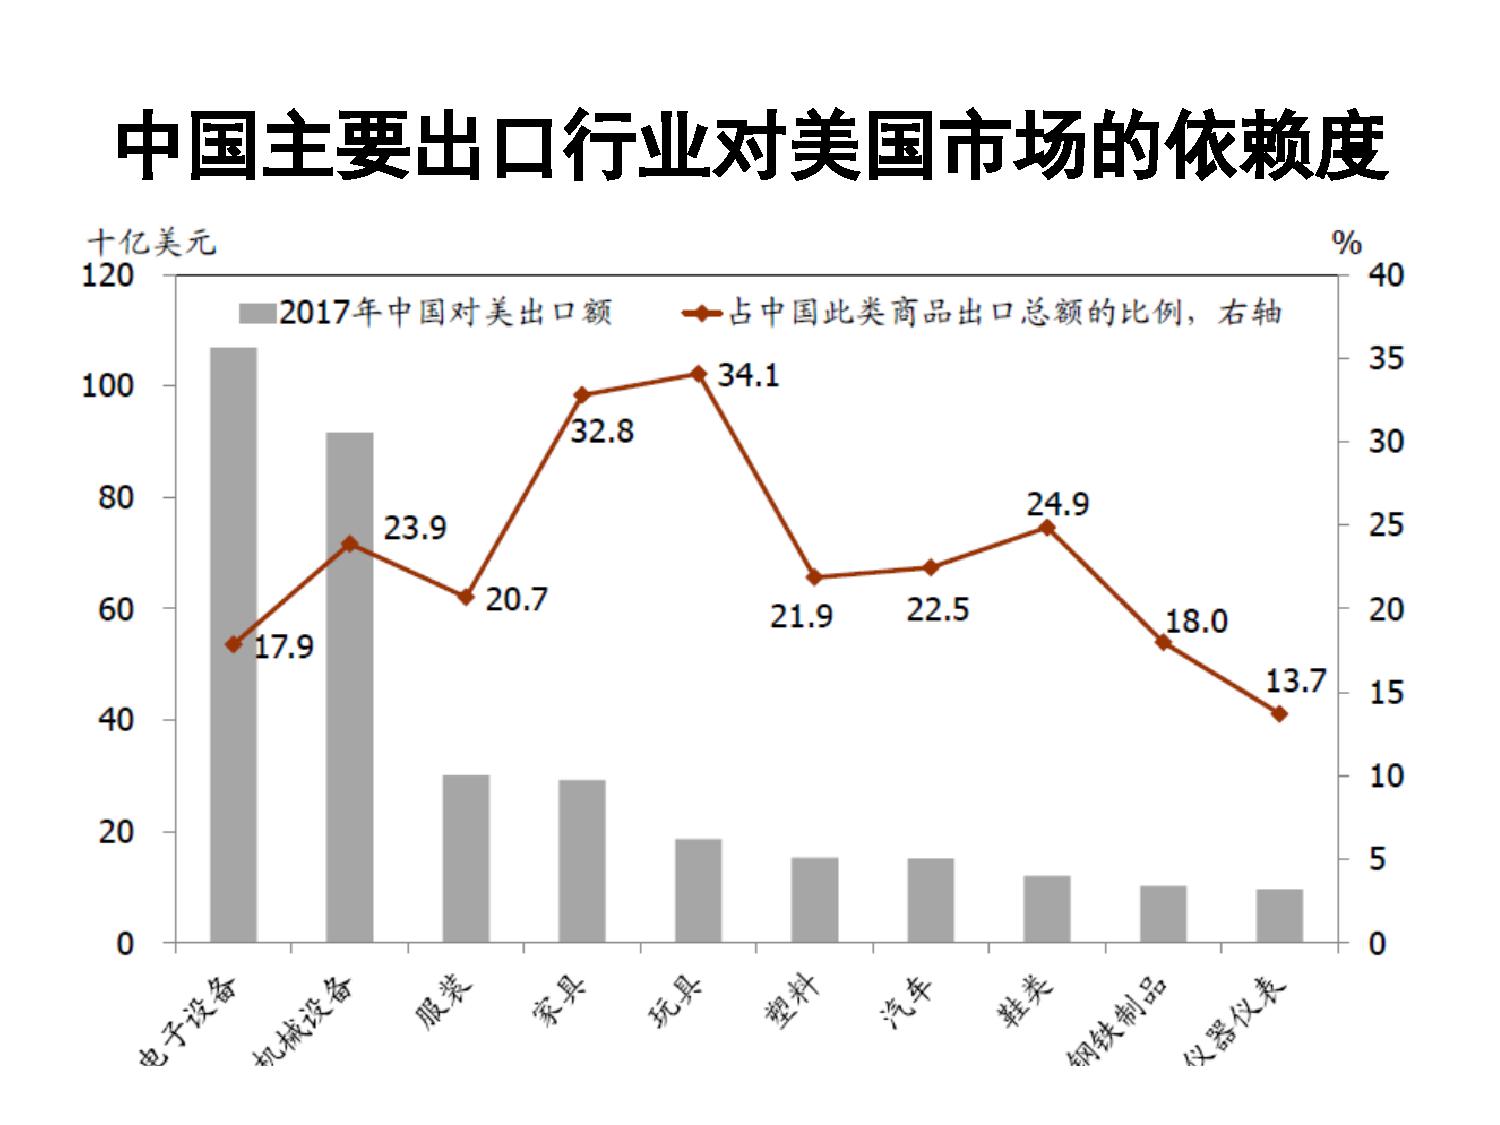 中国主要出口行业对美国市场的依赖度
十亿美元
%
120
100
80
60
40
20
0
40
35
30
25
20
15
10
5
0
2017年中国对美出口额
占中国此类商品出口总额的比例，右轴
17.9
23.9
20.7
32.8
34.1
21.9
22.5
24.9
18.0
13.7
电子设备
机械设备
服装
家具
玩具
塑料
汽车
鞋类
钢铁制品
仪器仪表